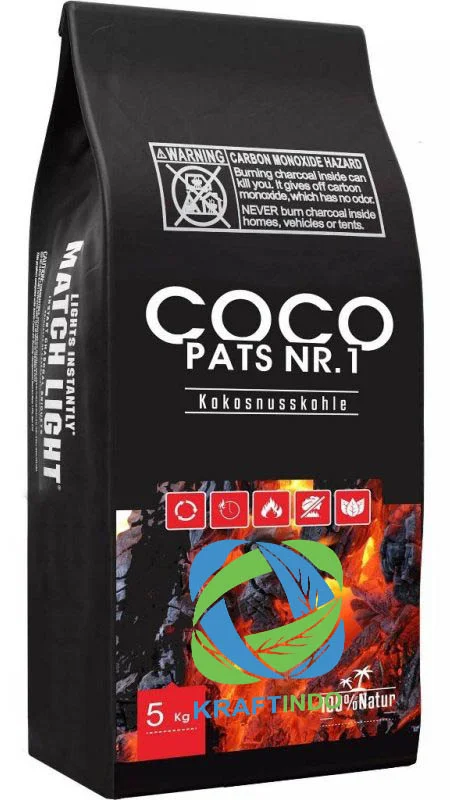 WARNING
CARBON MONOXIDE HAZARD
Burning charcoal inside can
kill you. It gives off carbon
monoxide, which has no odor.
NEVER burn charcoal inside
homes, vehicles or tents.
COCO
PATS NR.1
Kokosnusskohle
LIGHTS INSTANTLY
MATCH LIGHT®
5 Kg
KRAFTINDO
100%Natur